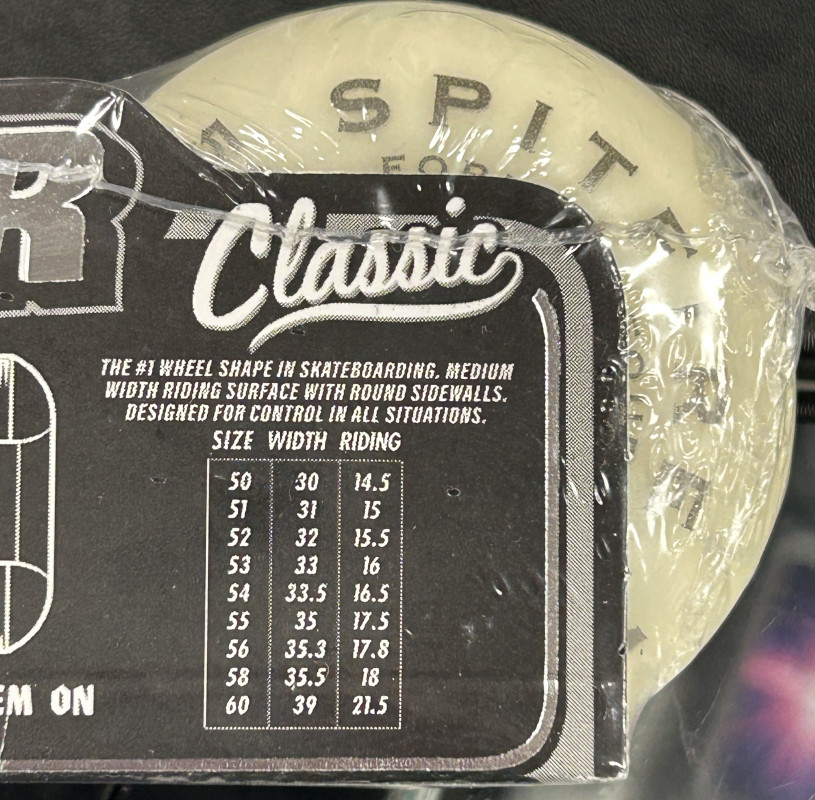 SPITF
FOR
R
Classic
THE #1 WHEEL SHAPE IN SKATEBOARDING. MEDIUM
WIDTH RIDING SURFACE WITH ROUND SIDEWALLS.
DESIGNED FOR CONTROL IN ALL SITUATIONS.
SIZE WIDTH RIDING
50 30 14.5
51 31 15
52 32 15.5
53 33 16
54 33.5 16.5
55 35 17.5
56 35.3 17.8
58 35.5 18
60 39 21.5
EM ON